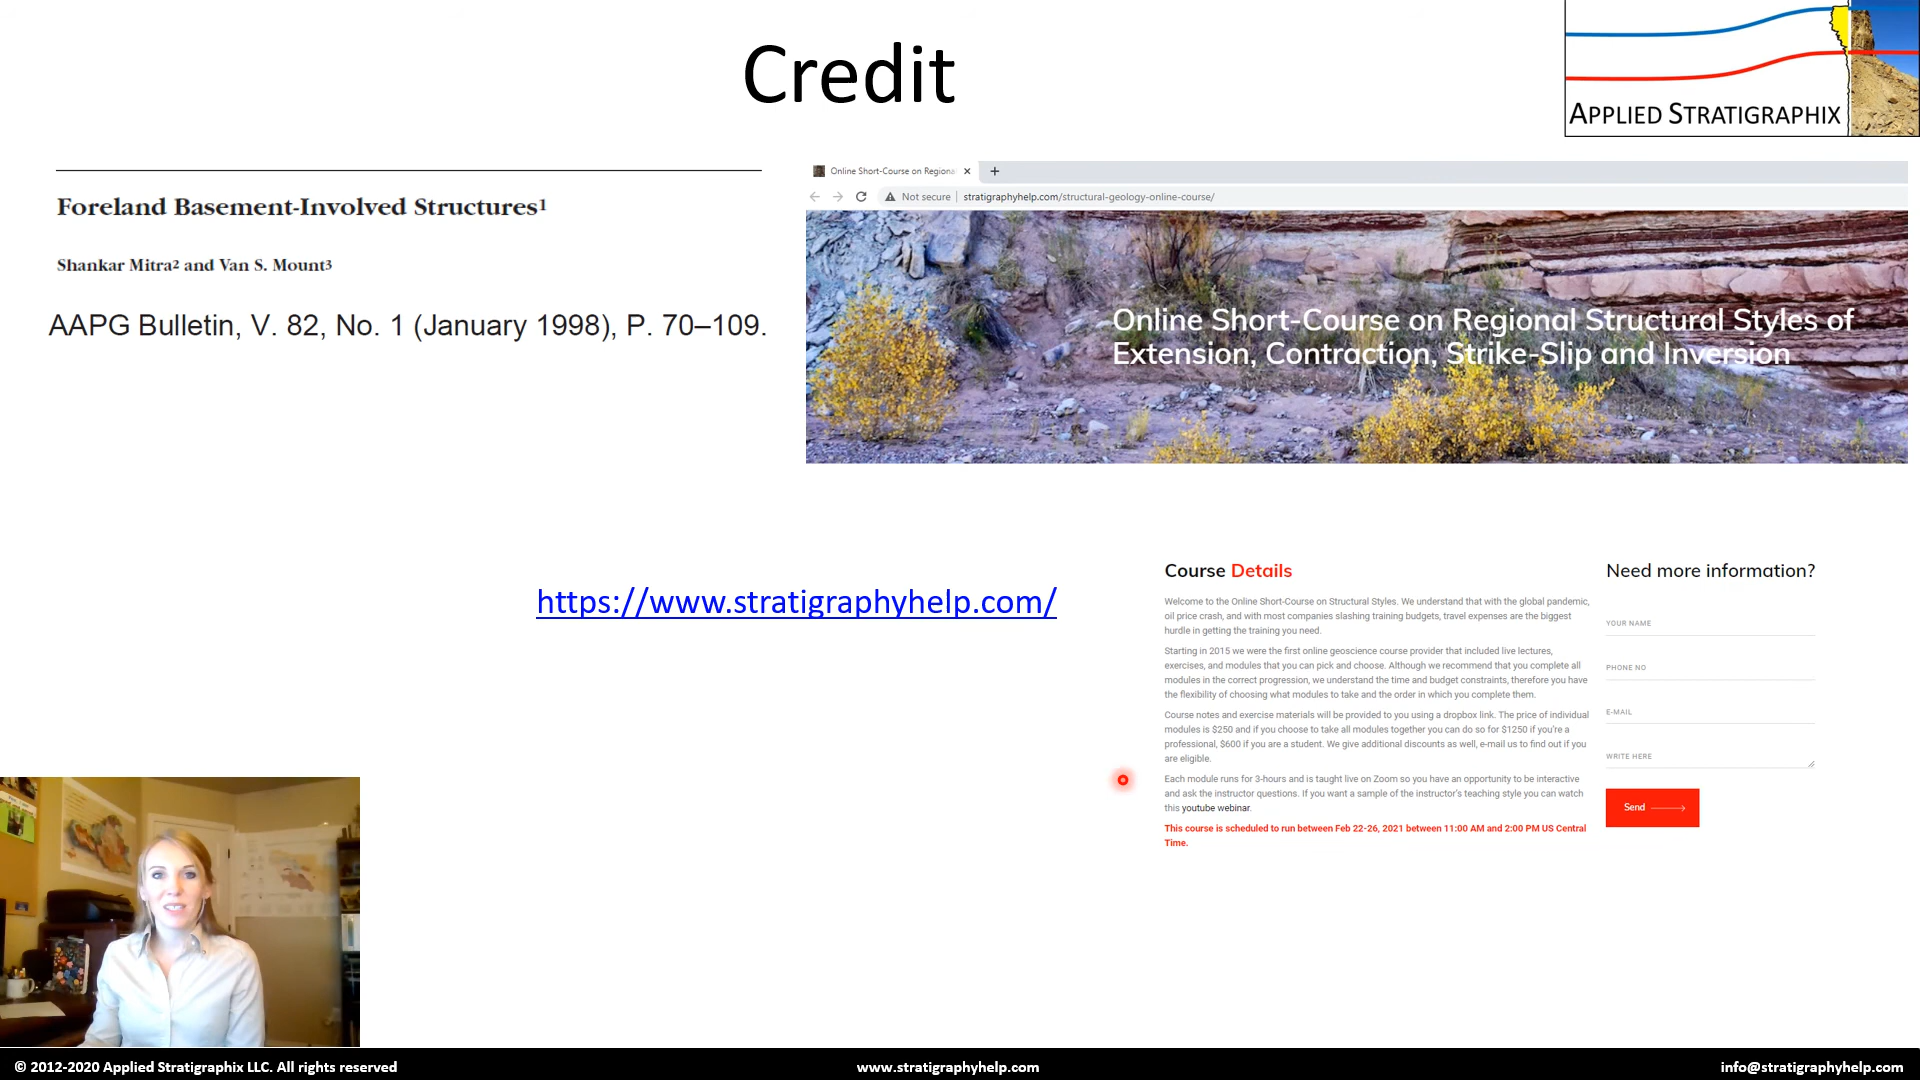 Credit
APPLIED STRATIGRAPHIX
Foreland Basement-Involved Structures1
Shankar Mitra2 and Van S. Mount3
AAPG Bulletin, V. 82, No. 1 (January 1998), P. 70–109.
Online Short-Course on Regiona
Not secure | stratigraphyhelp.com/structural-geology-online-course/
Online Short-Course on Regional Structural Styles of
Extension, Contraction, Strike-Slip and Inversion
https://www.stratigraphyhelp.com/
Course Details
Welcome to the Online Short-Course on Structural Styles. We understand that with the global pandemic,
oil price crash, and with most companies slashing training budgets, travel expenses are the biggest
hurdle in getting the training you need.
Starting in 2015 we were the first online geoscience course provider that included live lectures,
exercises, and modules that you can pick and choose. Although we recommend that you complete all
modules in the correct progression, we understand the time and budget constraints, therefore you have
the flexibility of choosing what modules to take and the order in which you complete them.
Course notes and exercise materials will be provided to you using a dropbox link. The price of individual
modules is $250 and if you choose to take all modules together you can do so for $1250 if you're a
professional, $600 if you are a student. We give additional discounts as well, e-mail us to find out if you
are eligible.
Each module runs for 3-hours and is taught live on Zoom so you have an opportunity to be interactive
and ask the instructor questions. If you want a sample of the instructor's teaching style you can watch
this youtube webinar.
This course is scheduled to run between Feb 22-26, 2021 between 11:00 AM and 2:00 PM US Central
Time.
Need more information?
YOUR NAME
PHONE NO
E-MAIL
WRITE HERE
Send
© 2012-2020 Applied Stratigraphix LLC. All rights reserved
www.stratigraphyhelp.com
info@stratigraphyhelp.com